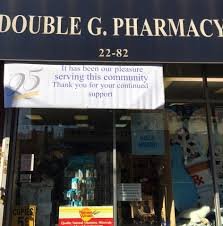 DOUBLE G. PHARMACY
22-82
25
It has been our pleasure
serving this community
Thank you for your continued
support
COPIES